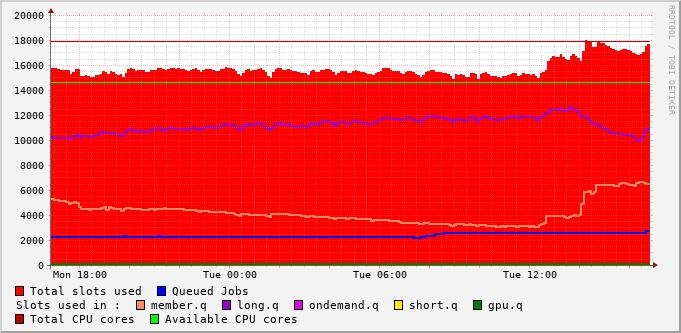 RRDTOOL / TOBI OETIKER
20000
18000
16000
14000
12000
10000
8000
6000
4000
2000
0
Mon 18:00 Tue 00:00 Tue 06:00 Tue 12:00
Total slots used Queued Jobs
Slots used in : member.q long.q ondemand.q short.q gpu.q
Total CPU cores Available CPU cores